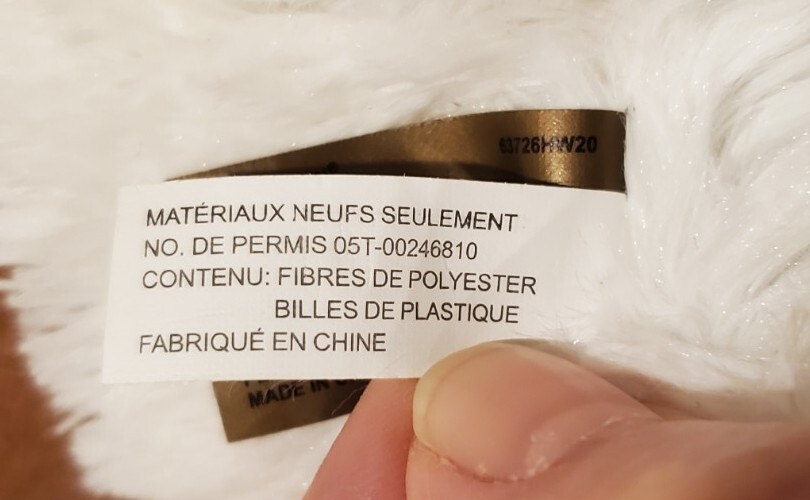 63726HW20
MATÉRIAUX NEUFS SEULEMENT
NO. DE PERMIS 05T-00246810
CONTENU: FIBRES DE POLYESTER
BILLES DE PLASTIQUE
FABRIQUÉ EN CHINE
MADE IN